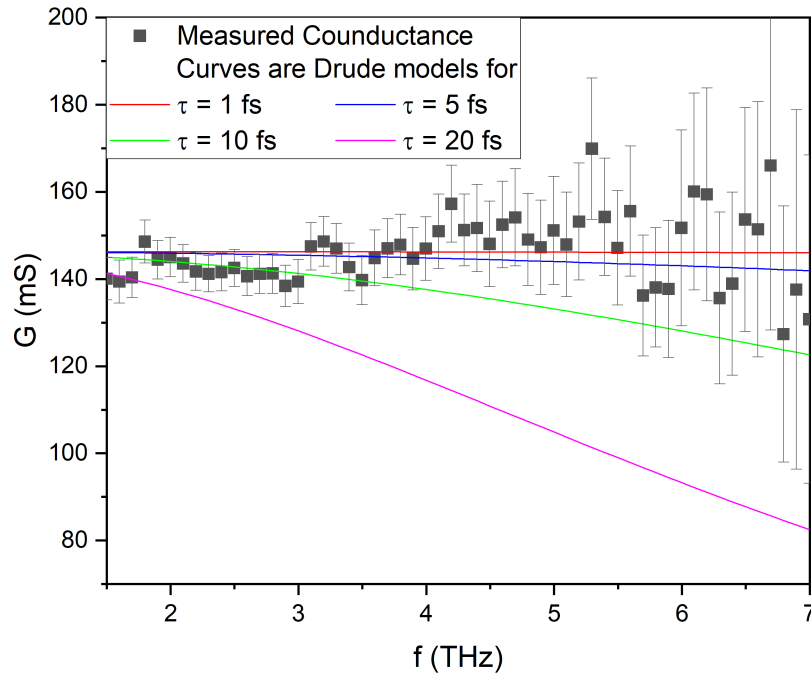 200
180
160
140
120
100
80
G (mS)
Measured Counductance
Curves are Drude models for
τ = 1 fs τ = 5 fs
τ = 10 fs τ = 20 fs
2 3 4 5 6 7
f (THz)